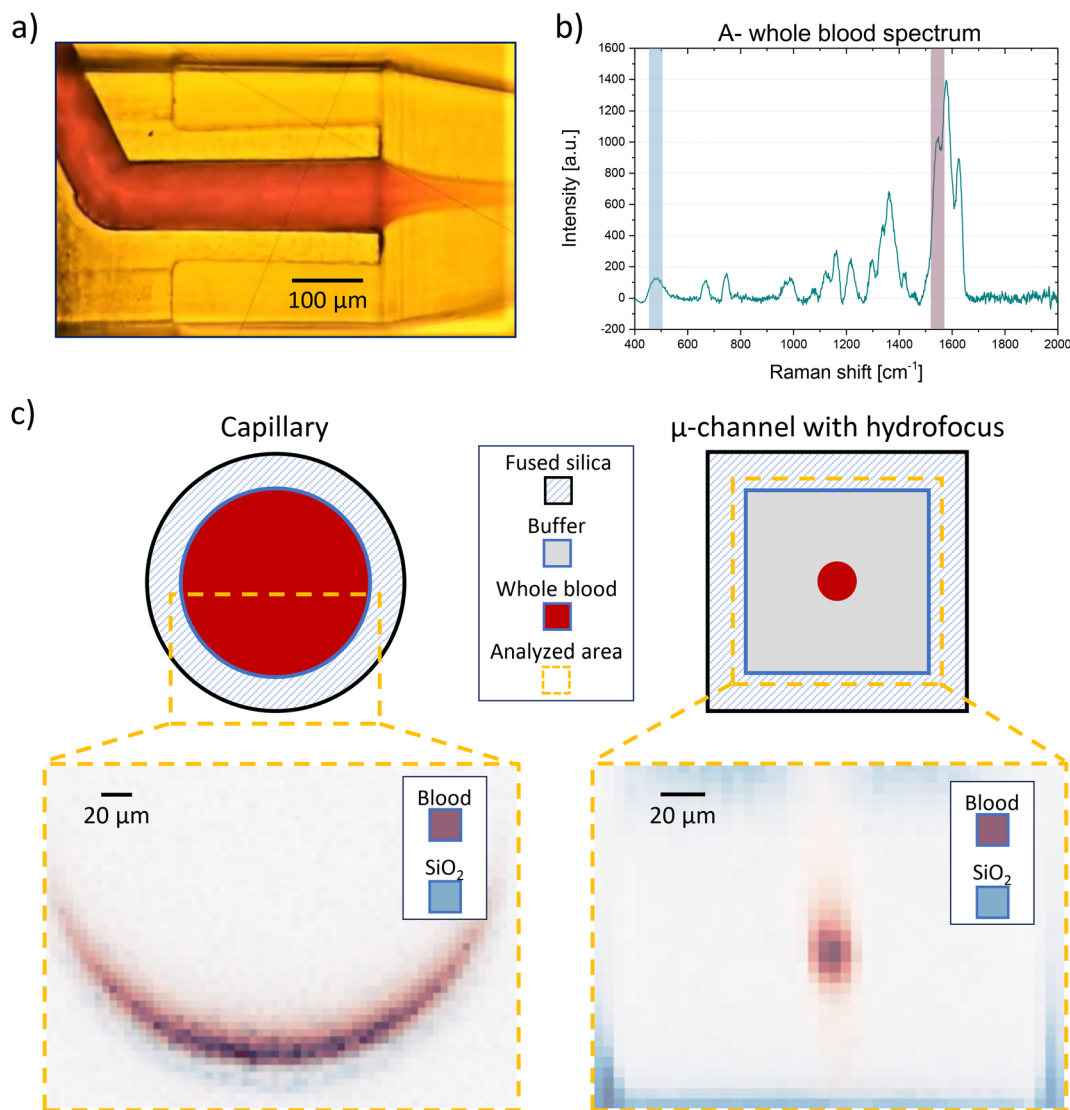 a)
100 µm
b)
A- whole blood spectrum
Intensity [a.u.]
1600
1400
1200
1000
800
600
400
200
0
-200
400 600 800 1000 1200 1400 1600 1800 2000
Raman shift [cm⁻¹]
c)
Capillary
Fused silica
Buffer
Whole blood
Analyzed area
µ-channel with hydrofocus
20 µm
Blood
SiO₂
20 µm
Blood
SiO₂